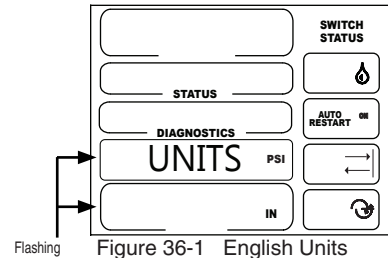 SWITCH
STATUS
STATUS
AUTO ON
RESTART
DIAGNOSTICS
UNITS PSI
IN
Flashing
Figure 36-1 English Units